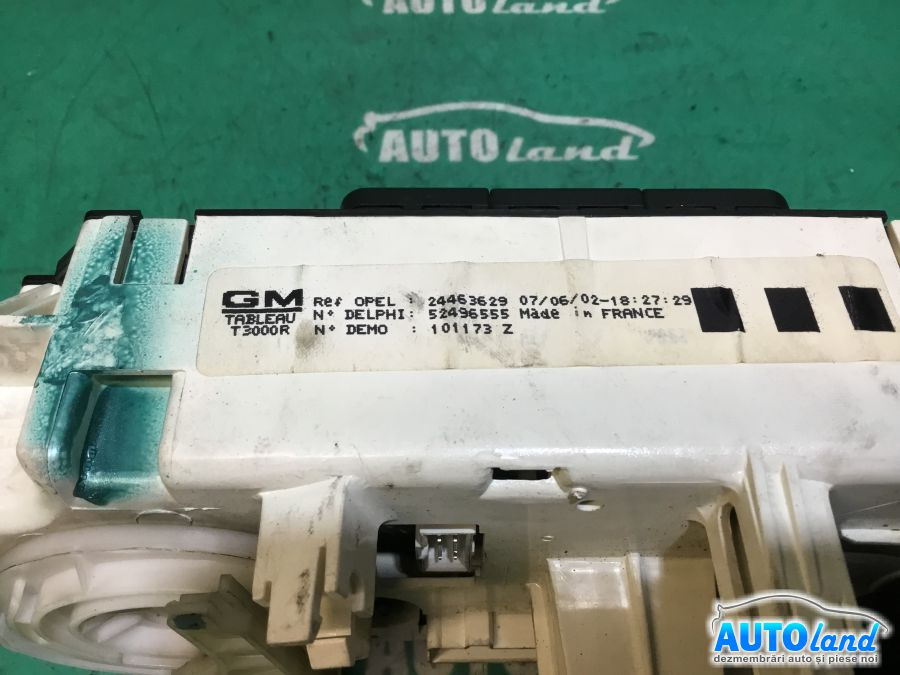 AUTOland
AUTOland
GM
TABLEAU
T3000R
Ref OPEL : 24463629 07/06/02-18:27:29
N° DELPHI: 52496555 Made in FRANCE
N° DEMO : 101173 Z
AUTOland
dezmembrări auto și piese noi